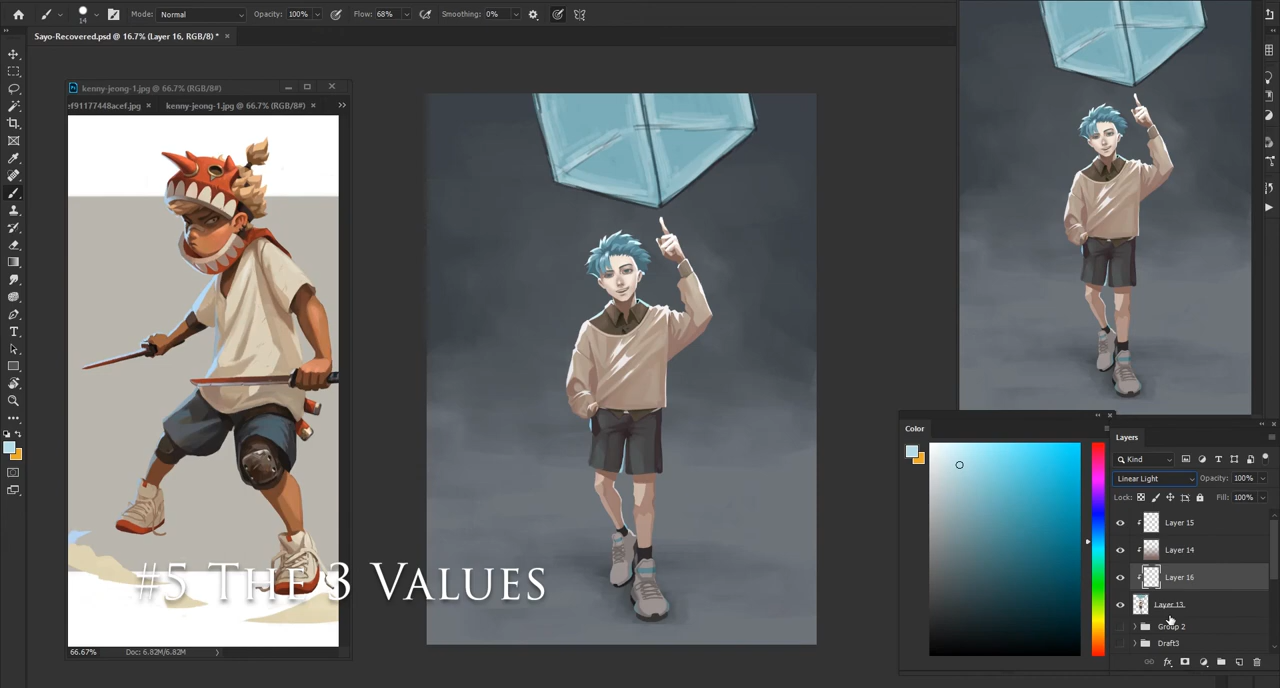 14
Mode: Normal
Opacity: 100%
Flow: 68%
Smoothing: 0%
Sayo-Recovered.psd @ 16.7% (Layer 16, RGB/8) *
kenny-jeong-1.jpg @ 66.7% (RGB/8#)
ef91177448acef.jpg
kenny-jeong-1.jpg @ 66.7% (RGB/8#)
#5 The 3 Values
66.67%
Doc: 6.82M/6.82M
Color
Layers
Kind
Linear Light
Opacity: 100%
Lock:
Fill: 100%
Layer 15
Layer 14
Layer 16
Layer 13
Group 2
Draft3